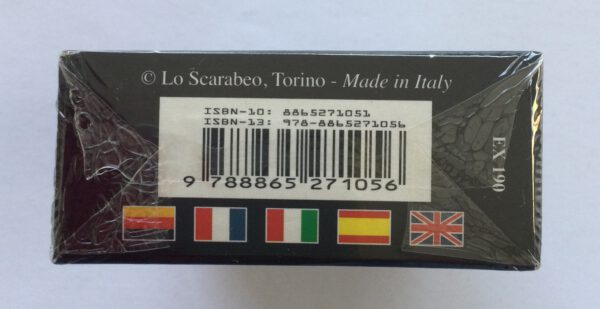 © Lo Scarabeo, Torino - Made in Italy
ISBN-10: 8865271051
ISBN-13: 978-8865271056
9 788865 271056
EX 190